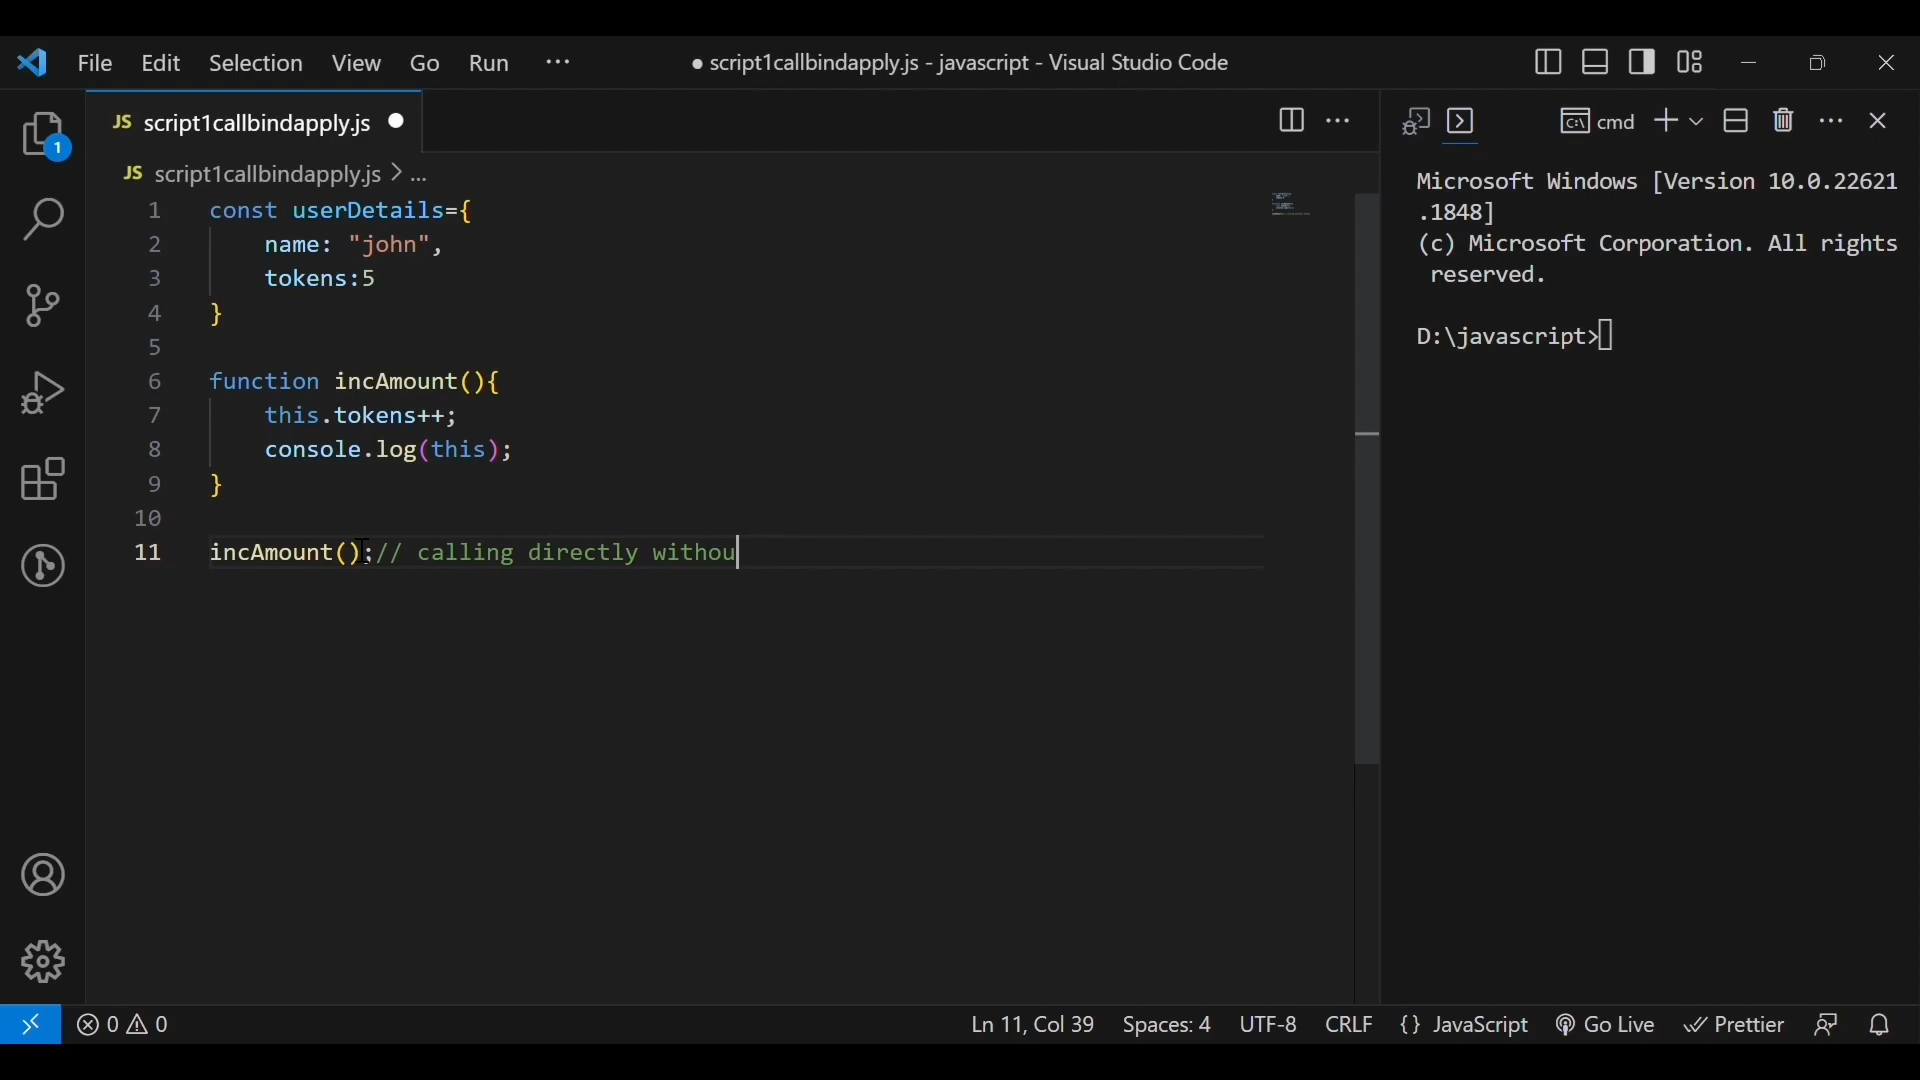 File Edit Selection View Go Run ··· ● script1callbindapply.js - javascript - Visual Studio Code
JS script1callbindapply.js ●
cmd
1
JS script1callbindapply.js > ...
1 const userDetails={
2 name: "john",
3 tokens:5
4 }
5
6 function incAmount(){
7 this.tokens++;
8 console.log(this);
9 }
10
11 incAmount();// calling directly withou
Microsoft Windows [Version 10.0.22621
.1848]
(c) Microsoft Corporation. All rights
reserved.
D:\javascript>
0 0 Ln 11, Col 39 Spaces: 4 UTF-8 CRLF {} JavaScript Go Live Prettier